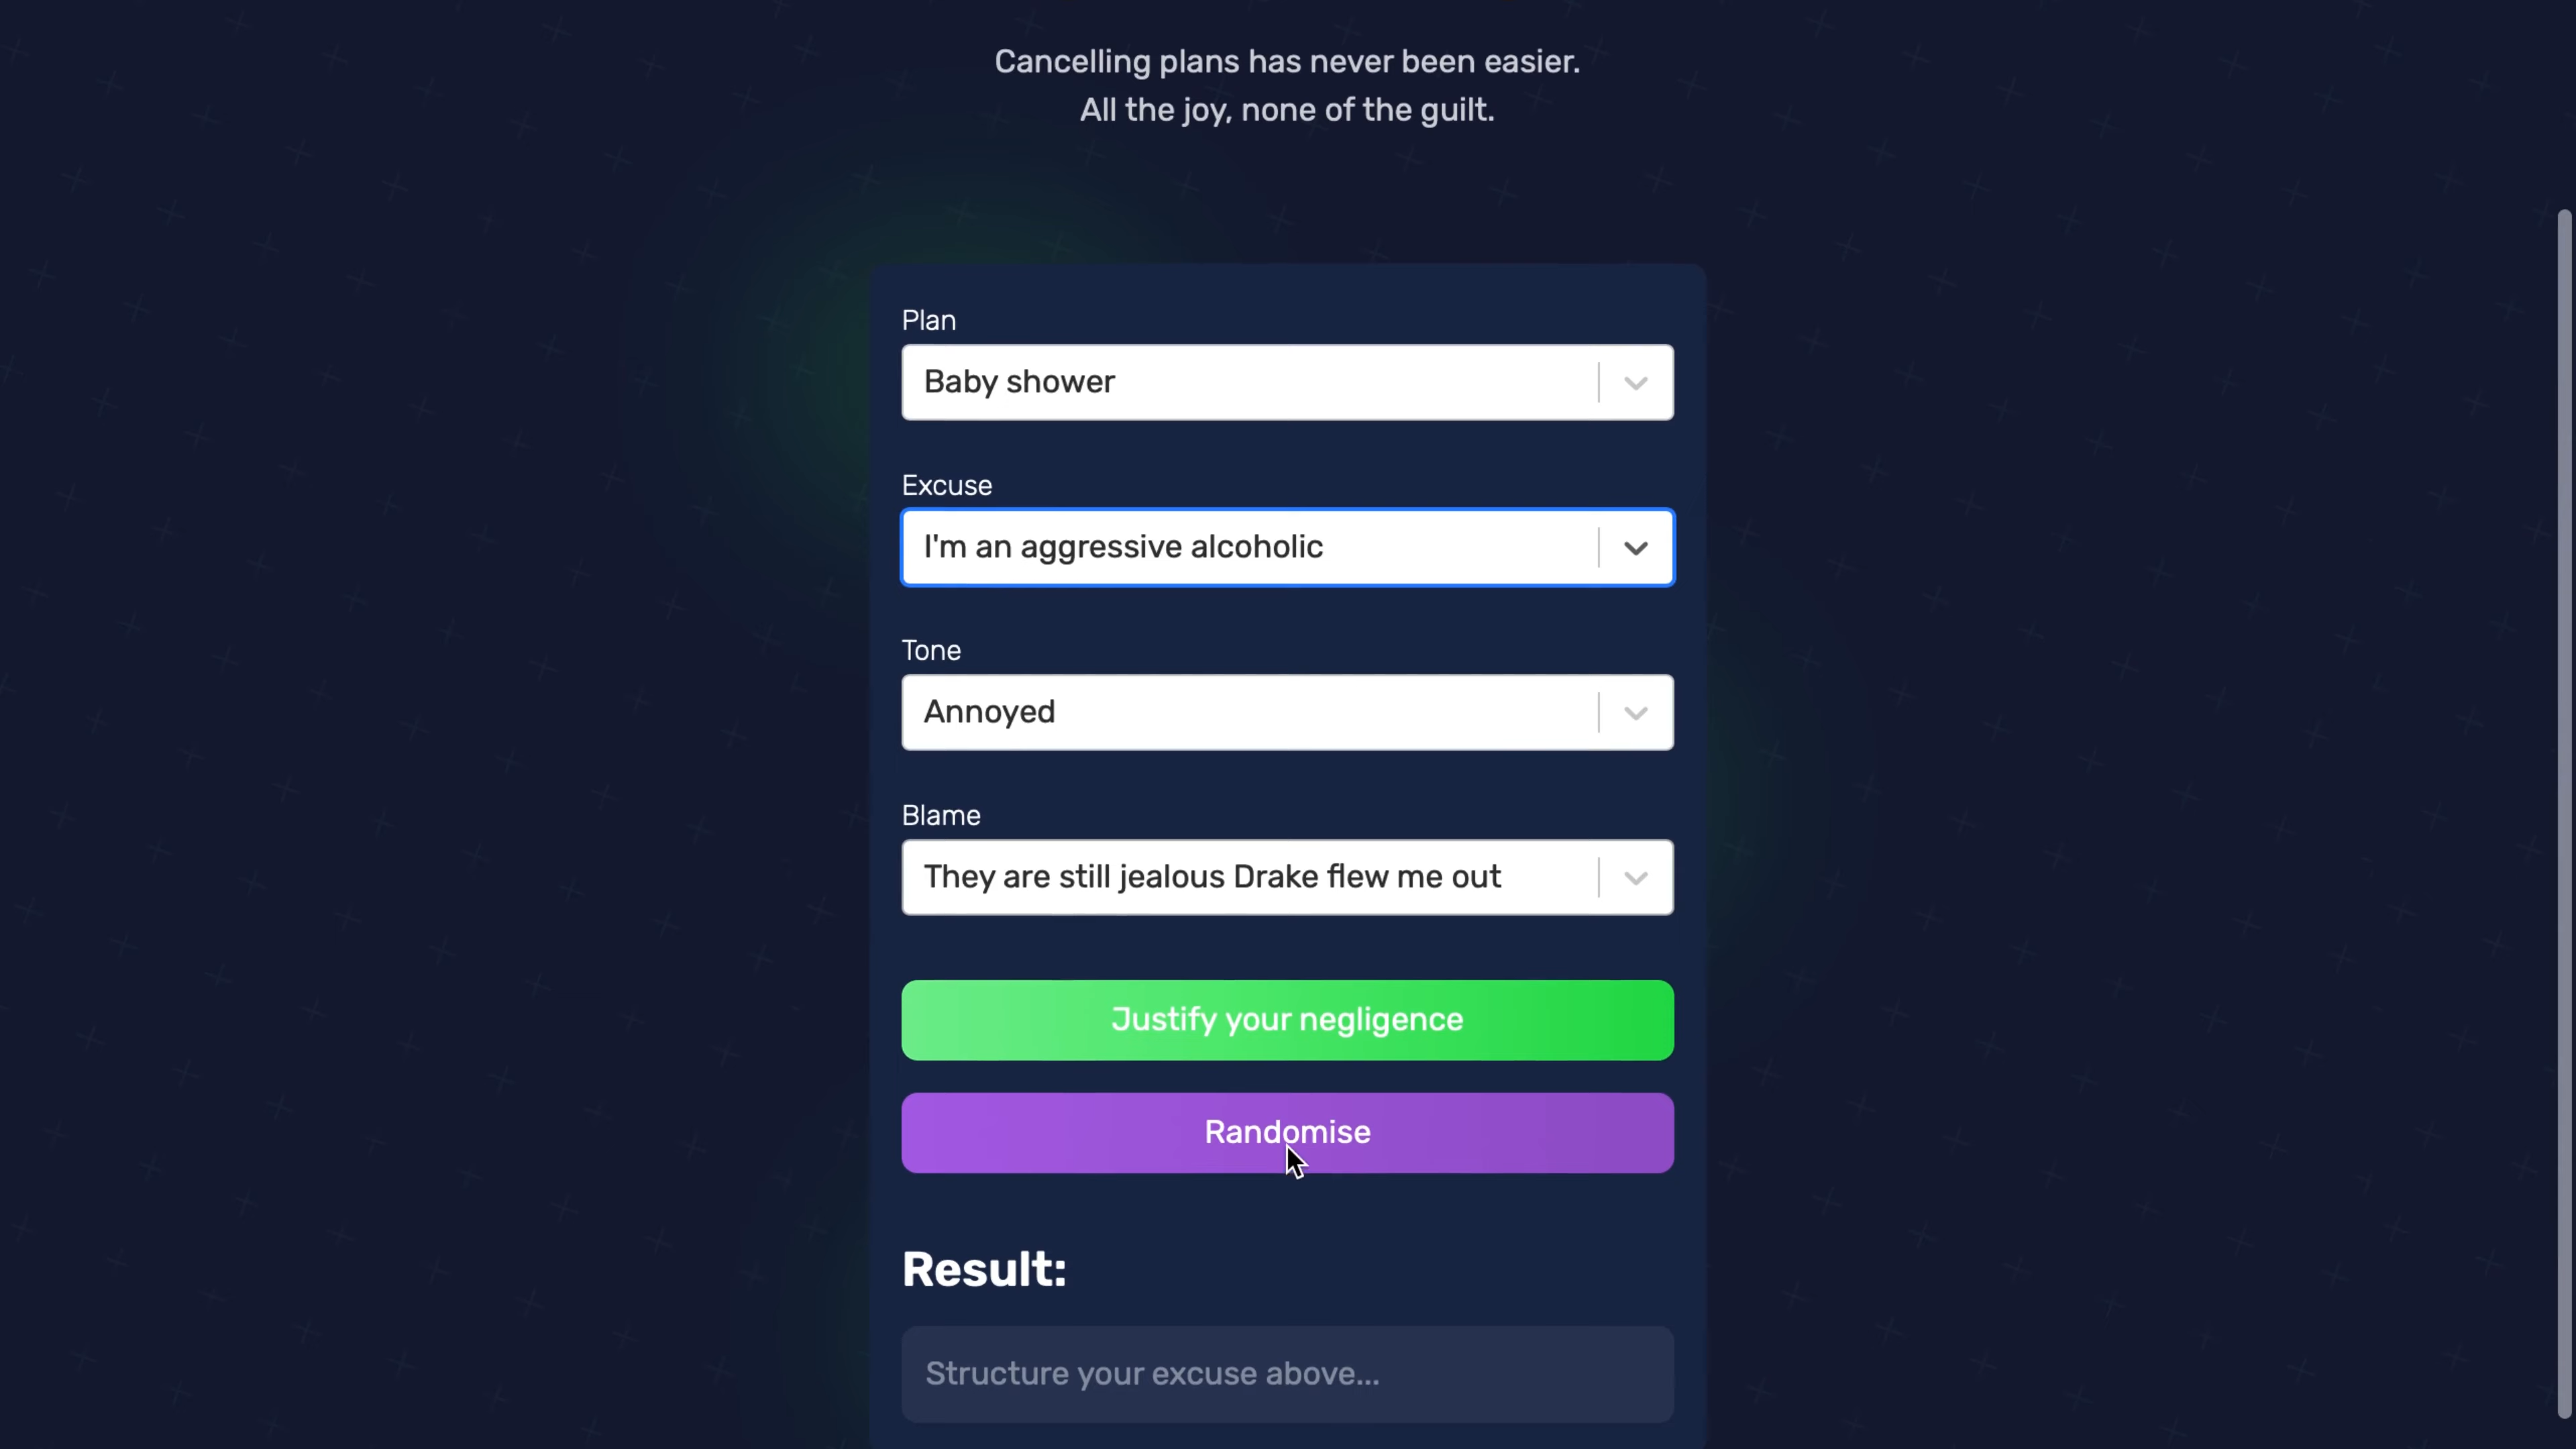 Cancelling plans has never been easier.
All the joy, none of the guilt.
Plan
Baby shower
Excuse
I'm an aggressive alcoholic
Tone
Annoyed
Blame
They are still jealous Drake flew me out
Justify your negligence
Randomise
Result:
Structure your excuse above...